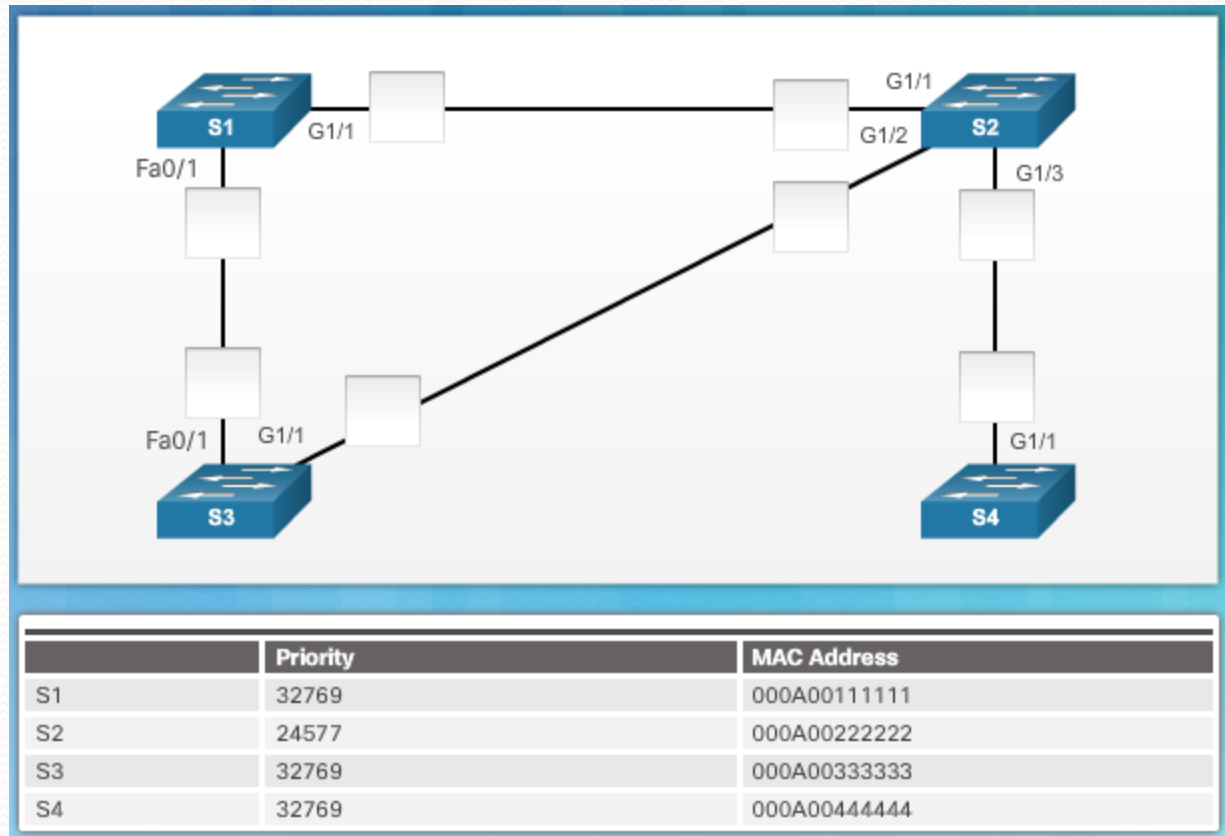 G1/1
S1
G1/1
G1/2
S2
Fa0/1
G1/3
Fa0/1
G1/1
G1/1
S3
S4
Priority MAC Address
S1 32769 000A00111111
S2 24577 000A00222222
S3 32769 000A00333333
S4 32769 000A00444444